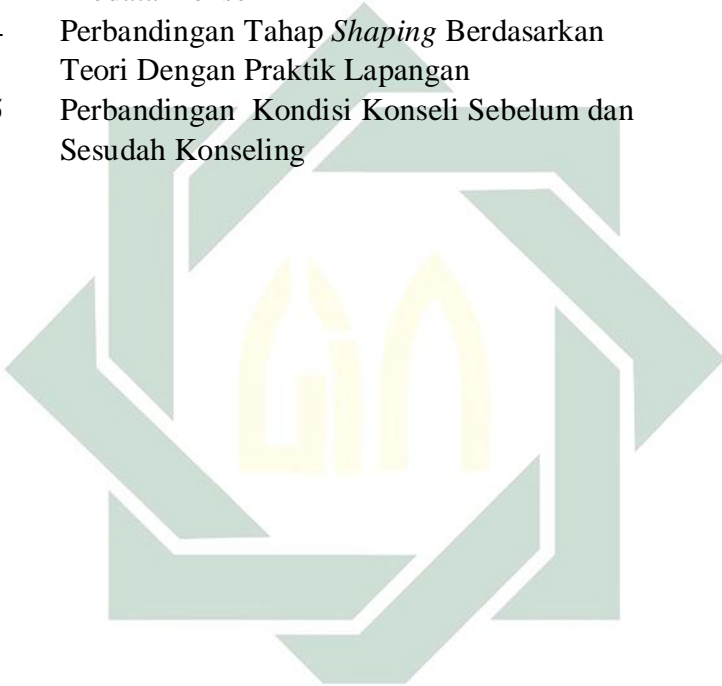 Perbandingan Tahap Shaping Berdasarkan
Teori Dengan Praktik Lapangan
Perbandingan Kondisi Konseli Sebelum dan
Sesudah Konseling